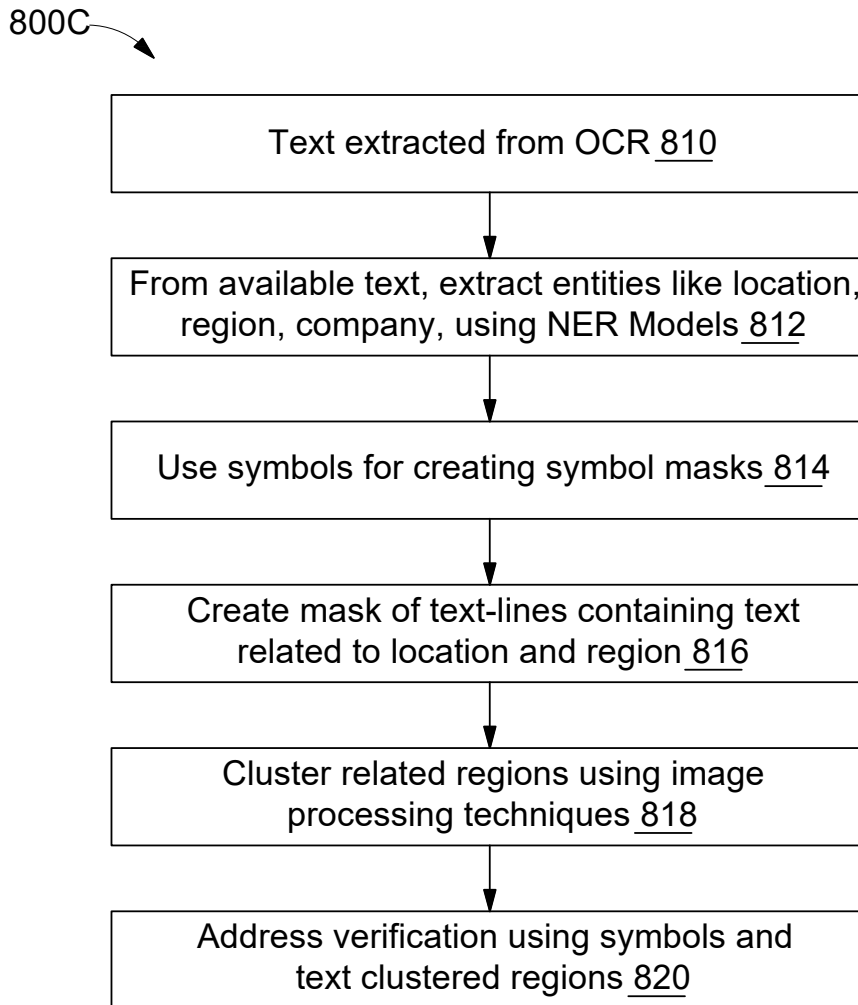 800C
Text extracted from OCR 810
From available text, extract entities like location,
region, company, using NER Models 812
Use symbols for creating symbol masks 814
Create mask of text-lines containing text
related to location and region 816
Cluster related regions using image
processing techniques 818
Address verification using symbols and
text clustered regions 820